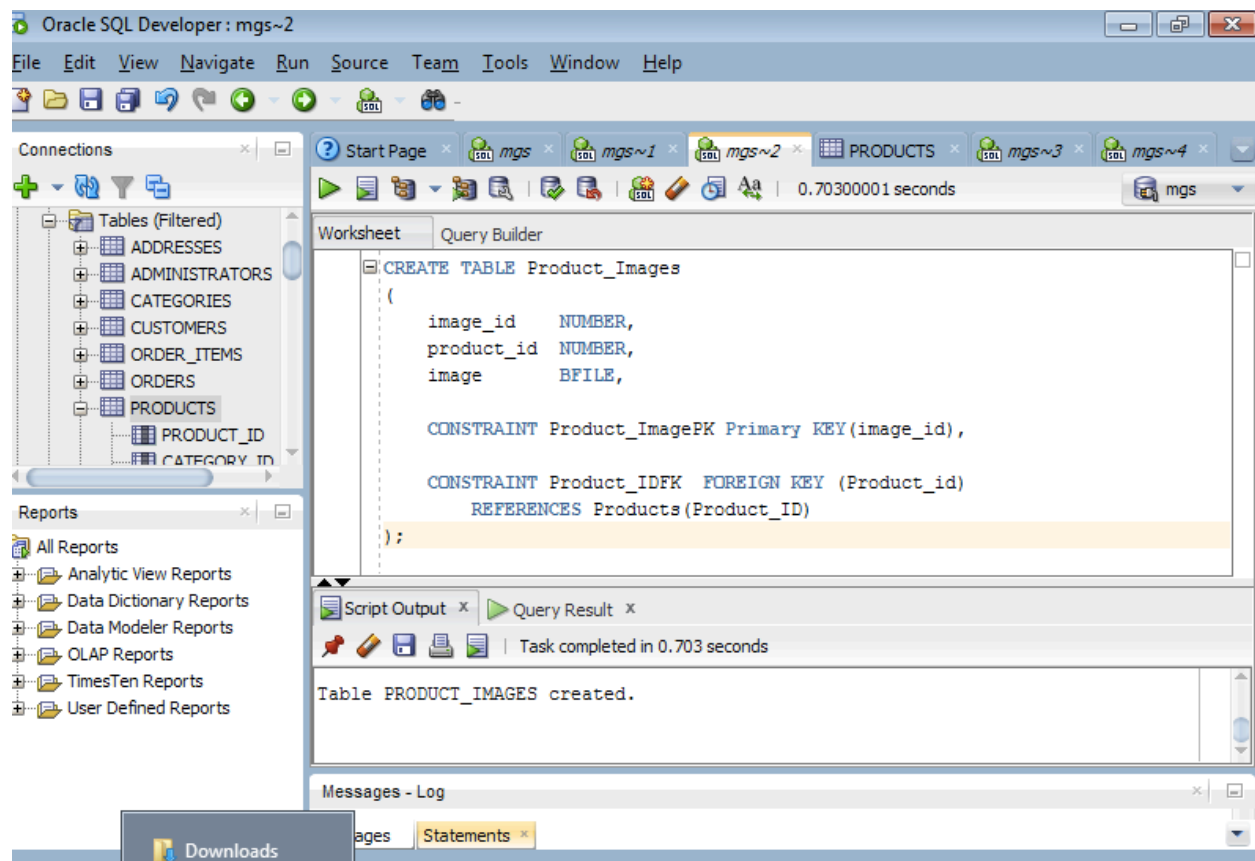 Oracle SQL Developer : mgs~2
File Edit View Navigate Run Source Team Tools Window Help
Connections
Tables (Filtered)
ADDRESSES
ADMINISTRATORS
CATEGORIES
CUSTOMERS
ORDER_ITEMS
ORDERS
PRODUCTS
PRODUCT_ID
CATEGORY_ID
Reports
All Reports
Analytic View Reports
Data Dictionary Reports
Data Modeler Reports
OLAP Reports
TimesTen Reports
User Defined Reports
Downloads
Start Page mgs mgs~1 mgs~2 PRODUCTS mgs~3 mgs~4
0.70300001 seconds mgs
Worksheet Query Builder
CREATE TABLE Product_Images
(
image_id NUMBER,
product_id NUMBER,
image BFILE,
CONSTRAINT Product_ImagePK Primary KEY(image_id),
CONSTRAINT Product_IDFK FOREIGN KEY (Product_id)
REFERENCES Products(Product_ID)
);
Script Output Query Result
Task completed in 0.703 seconds
Table PRODUCT_IMAGES created.
Messages - Log
ages Statements